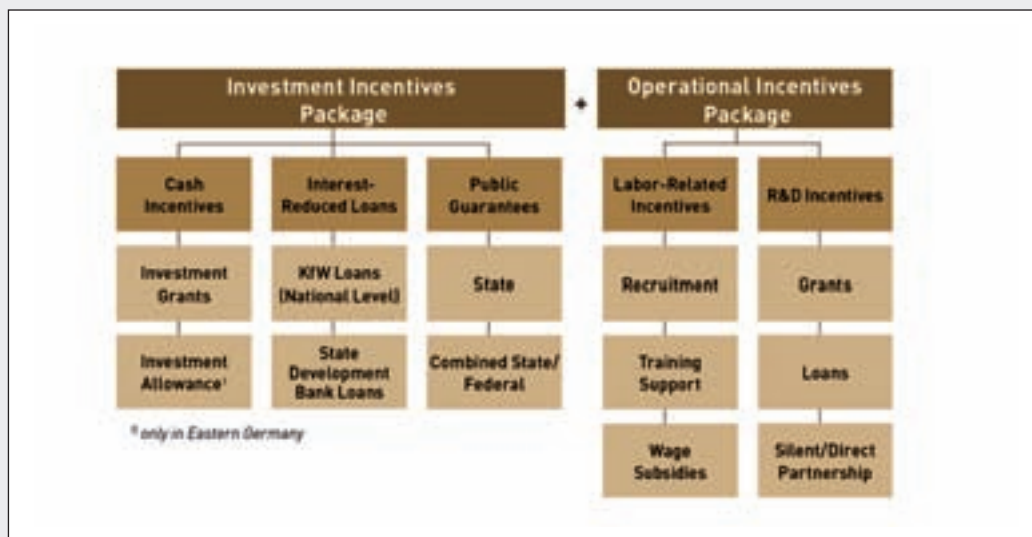 Investment Incentives
Package
+
Operational Incentives
Package
Cash
Incentives
Interest-
Reduced Loans
Public
Guarantees
Labor-Related
Incentives
R&D Incentives
Investment
Grants
KfW Loans
(National Level)
State
Recruitment
Grants
Investment
Allowance¹
State
Development
Bank Loans
Combined State/
Federal
Training
Support
Loans
¹⁾ only in Eastern Germany
Wage
Subsidies
Silent/Direct
Partnership